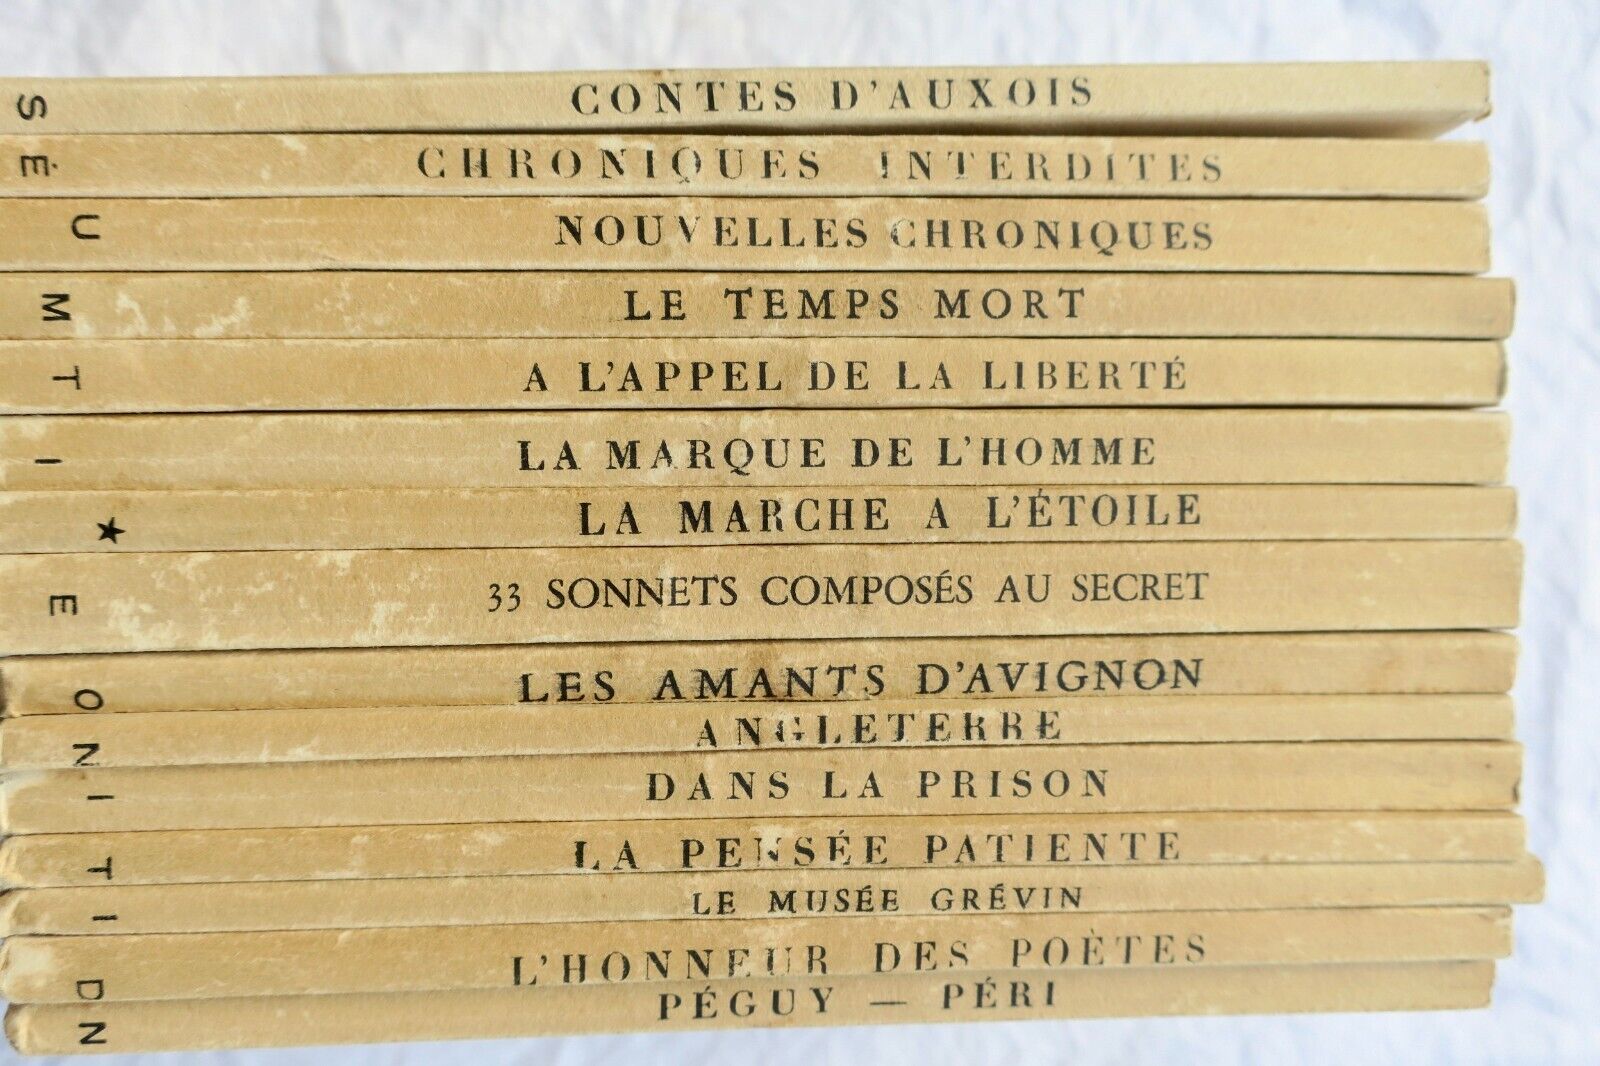 CONTES D'AUXOIS
S
CHRONIQUES INTERDITES
É
NOUVELLES CHRONIQUES
U
LE TEMPS MORT
M
A L'APPEL DE LA LIBERTÉ
T
LA MARQUE DE L'HOMME
I
LA MARCHE A L'ÉTOILE
★
33 SONNETS COMPOSÉS AU SECRET
E
LES AMANTS D'AVIGNON
O
ANGLETERRE
N
DANS LA PRISON
I
LA PENSÉE PATIENTE
T
LE MUSÉE GRÉVIN
I
L'HONNEUR DES POÈTES
D
PÉGUY — PÉRI
N